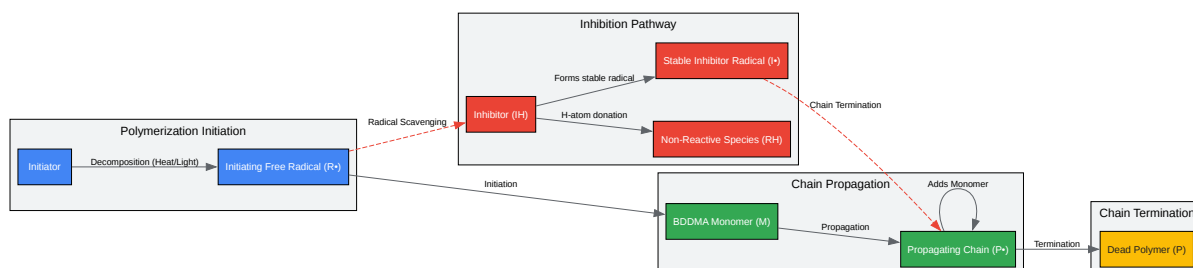 Inhibition Pathway
Stable Inhibitor Radical (I•)
Forms stable radical
Chain Termination
Inhibitor (IH)
H-atom donation
Radical Scavenging
Non-Reactive Species (RH)
Polymerization Initiation
Initiator
Decomposition (Heat/Light)
Initiating Free Radical (R•)
Initiation
Chain Propagation
Adds Monomer
BDDMA Monomer (M)
Propagation
Propagating Chain (P•)
Termination
Chain Termination
Dead Polymer (P)